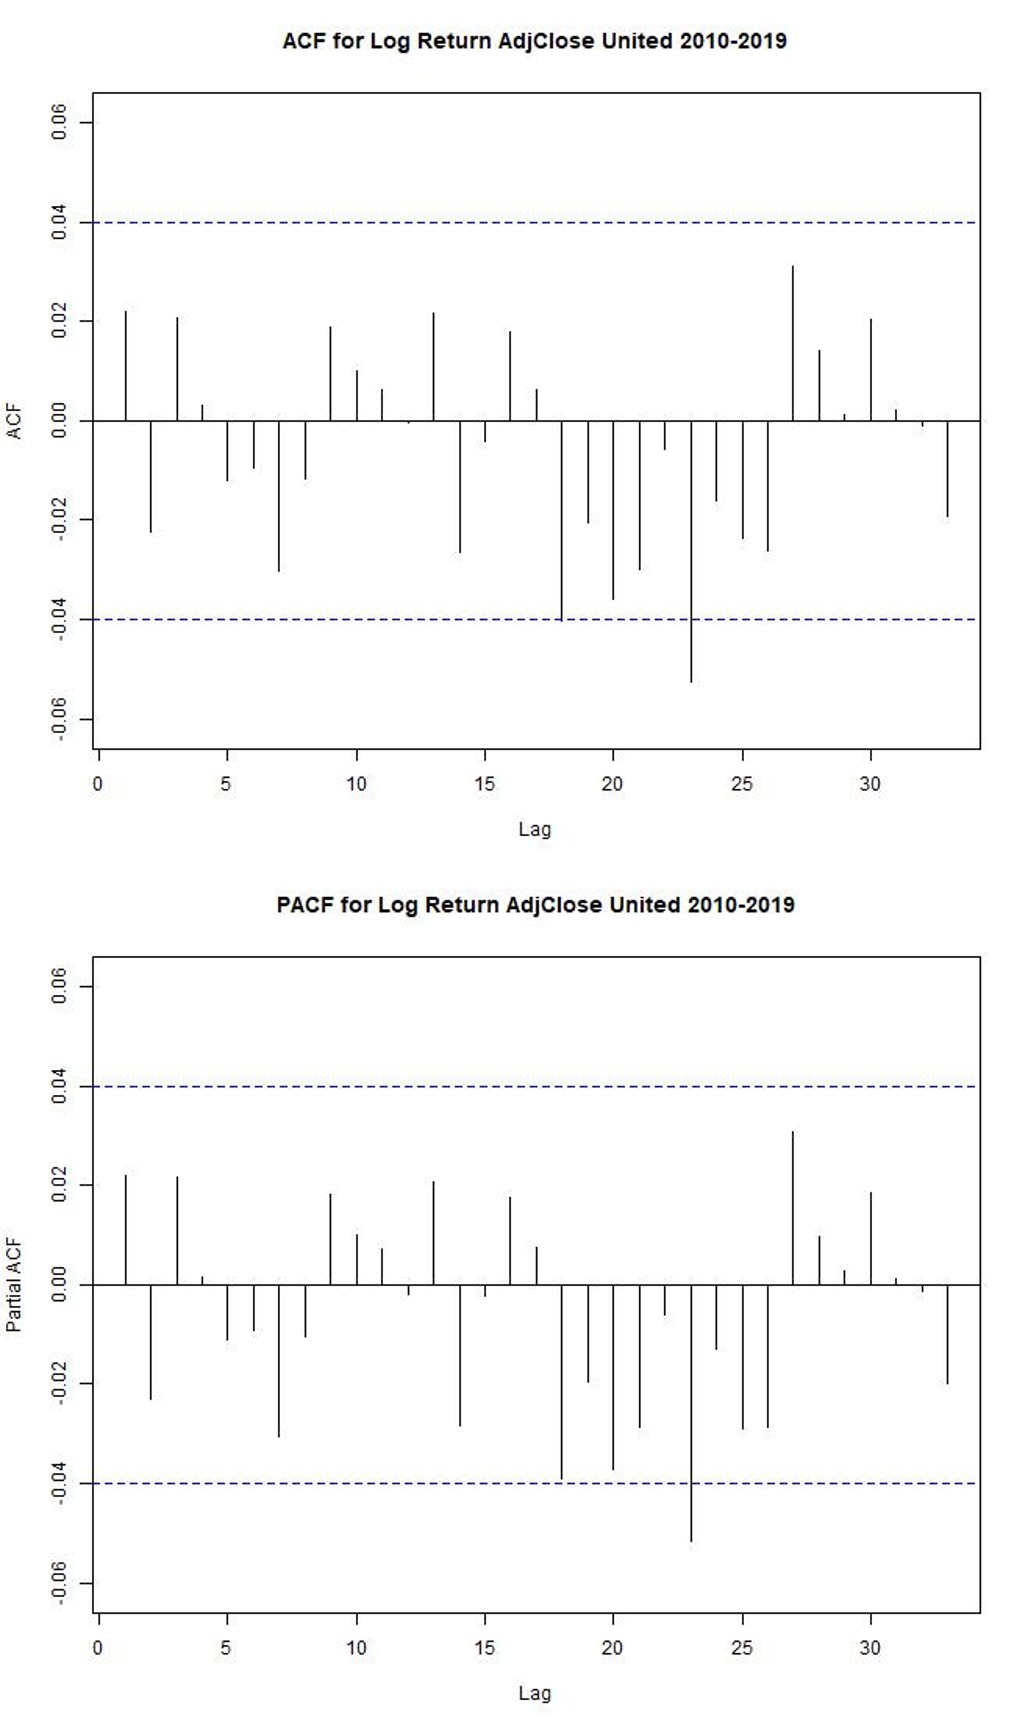 ACF for Log Return AdjClose United 2010-2019
0.06
0.04
0.02
0.00
-0.02
-0.04
-0.06
ACF
0 5 10 15 20 25 30
Lag
PACF for Log Return AdjClose United 2010-2019
0.06
0.04
0.02
0.00
-0.02
-0.04
-0.06
Partial ACF
0 5 10 15 20 25 30
Lag